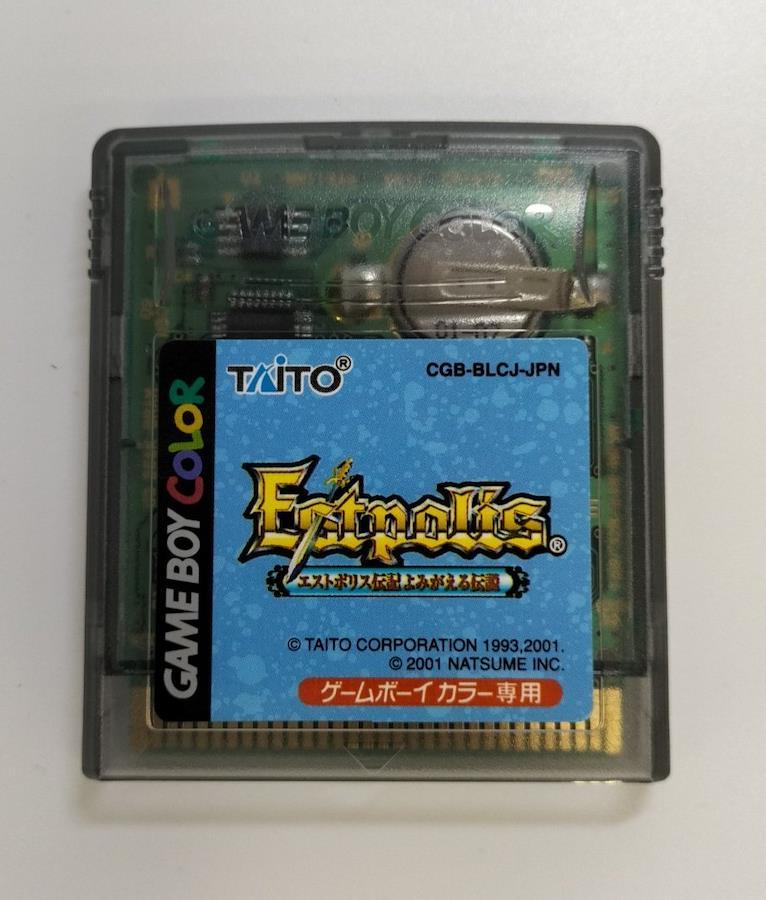 GAME BOY COLOR
TAITO®
CGB-BLCJ-JPN
GAME BOY COLOR
Estpolis®
エストポリス伝記 よみがえる伝説
© TAITO CORPORATION 1993,2001.
© 2001 NATSUME INC.
ゲームボーイカラー専用